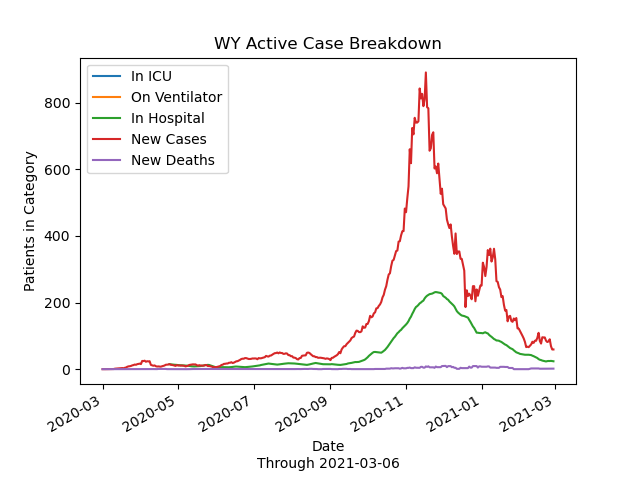 WY Active Case Breakdown
In ICU
On Ventilator
In Hospital
New Cases
New Deaths
Patients in Category
800
600
400
200
0
2020-03
2020-05
2020-07
2020-09
2020-11
2021-01
2021-03
Date
Through 2021-03-06